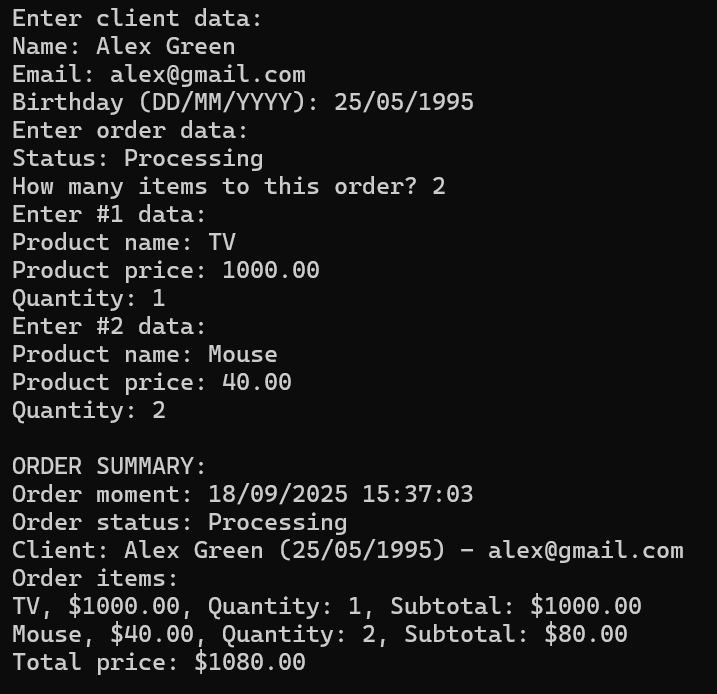 Enter client data:
Name: Alex Green
Email: alex@gmail.com
Birthday (DD/MM/YYYY): 25/05/1995
Enter order data:
Status: Processing
How many items to this order? 2
Enter #1 data:
Product name: TV
Product price: 1000.00
Quantity: 1
Enter #2 data:
Product name: Mouse
Product price: 40.00
Quantity: 2

ORDER SUMMARY:
Order moment: 18/09/2025 15:37:03
Order status: Processing
Client: Alex Green (25/05/1995) - alex@gmail.com
Order items:
TV, $1000.00, Quantity: 1, Subtotal: $1000.00
Mouse, $40.00, Quantity: 2, Subtotal: $80.00
Total price: $1080.00